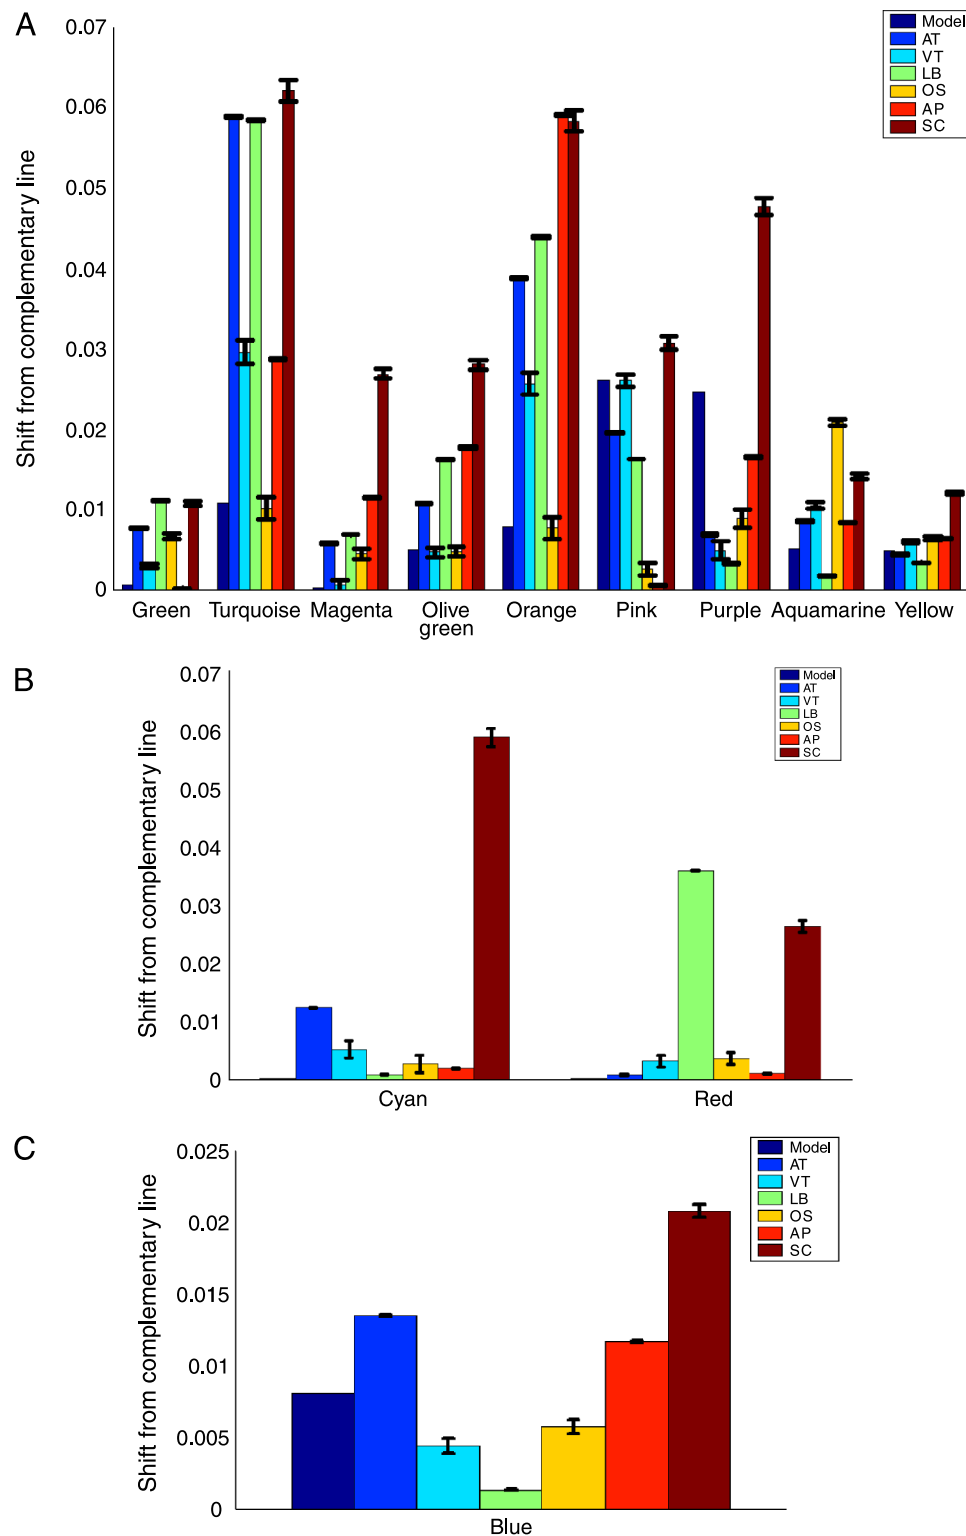 A
Shift from complementary line
0.07
0.06
0.05
0.04
0.03
0.02
0.01
0
Model
AT
VT
LB
OS
AP
SC
Green Turquoise Magenta Olive green Orange Pink Purple Aquamarine Yellow
B
Shift from complementary line
0.07
0.06
0.05
0.04
0.03
0.02
0.01
0
Model
AT
VT
LB
OS
AP
SC
Cyan Red
C
Shift from complementary line
0.025
0.02
0.015
0.01
0.005
0
Model
AT
VT
LB
OS
AP
SC
Blue